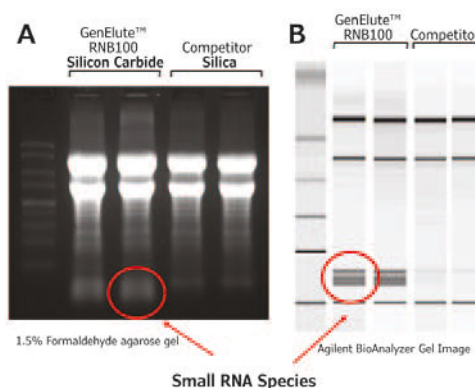 A
GenElute™
RNB100
Silicon Carbide
Competitor
Silica
1.5% Formaldehyde agarose gel
B
GenElute™
RNB100
Competito
Agilent BioAnalyzer Gel Image
Small RNA Species